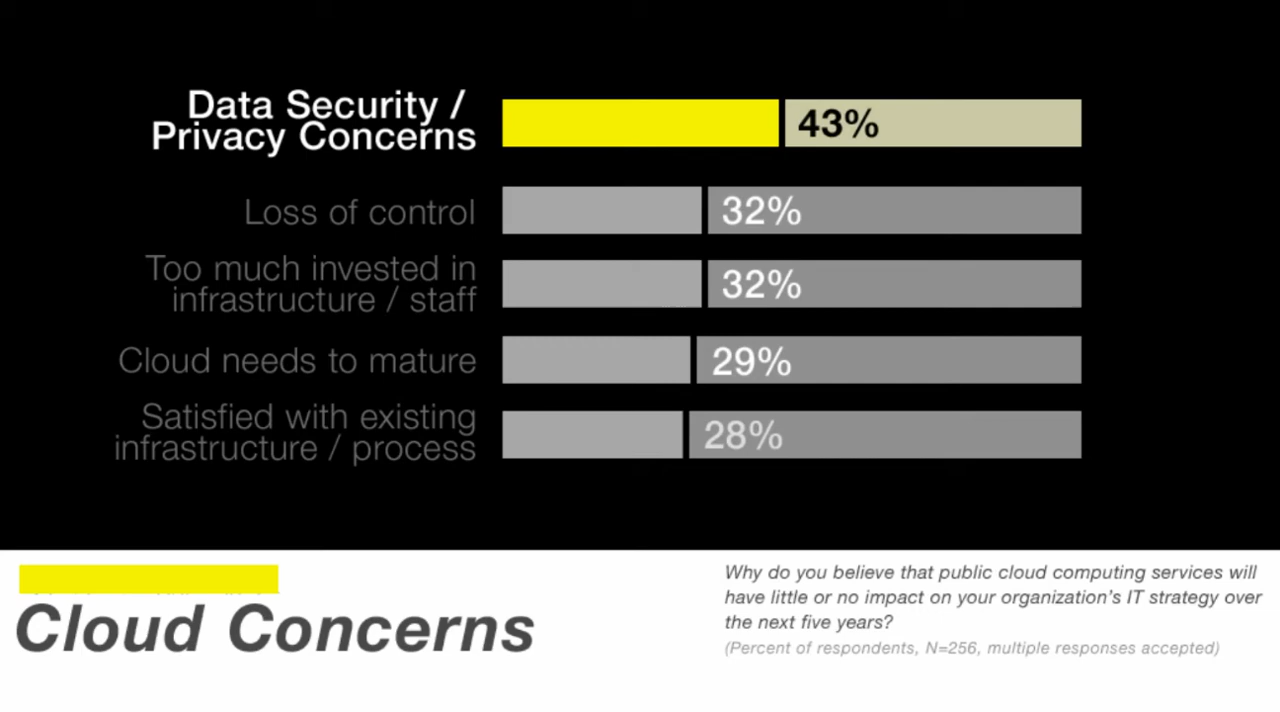 Data Security /
Privacy Concerns
43%
Loss of control
32%
Too much invested in
infrastructure / staff
32%
Cloud needs to mature
29%
Satisfied with existing
infrastructure / process
28%
Cloud Concerns
Why do you believe that public cloud computing services will
have little or no impact on your organization's IT strategy over
the next five years?
(Percent of respondents, N=256, multiple responses accepted)